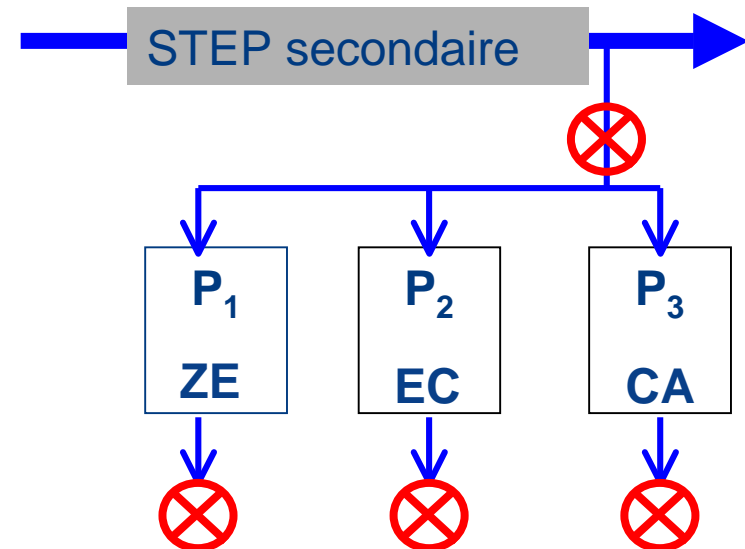 STEP secondaire
P₁
ZE
P₂
EC
P₃
CA